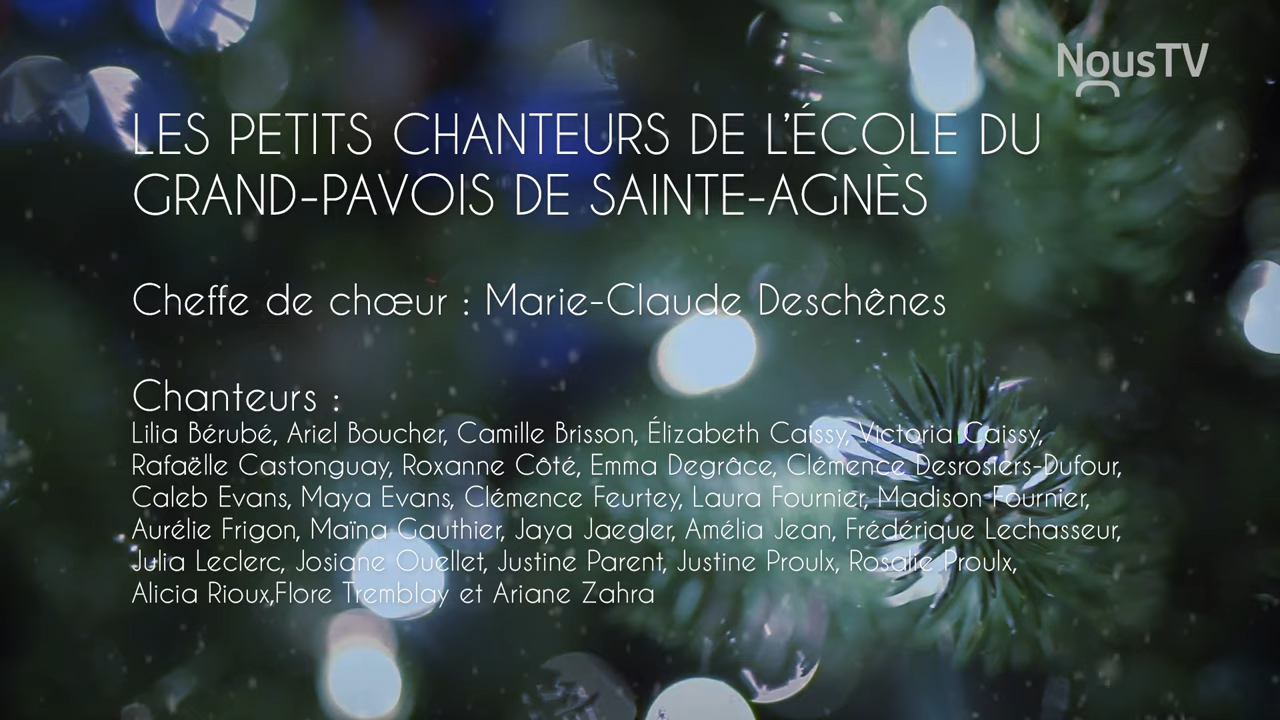 NousTV
LES PETITS CHANTEURS DE L'ÉCOLE DU
GRAND-PAVOIS DE SAINTE-AGNÈS
Cheffe de chœur : Marie-Claude Deschênes
Chanteurs :
Lilia Bérubé, Ariel Boucher, Camille Brisson, Élizabeth Caissy, Victoria Caissy,
Rafaëlle Castonguay, Roxanne Côté, Emma Degrâce, Clémence Desrosiers-Dufour,
Caleb Evans, Maya Evans, Clémence Feurtey, Laura Fournier, Madison Fournier,
Aurélie Frigon, Maïna Gauthier, Jaya Jaegler, Amélia Jean, Frédérique Lechasseur,
Julia Leclerc, Josiane Ouellet, Justine Parent, Justine Proulx, Rosalie Proulx,
Alicia Rioux,Flore Tremblay et Ariane Zahra